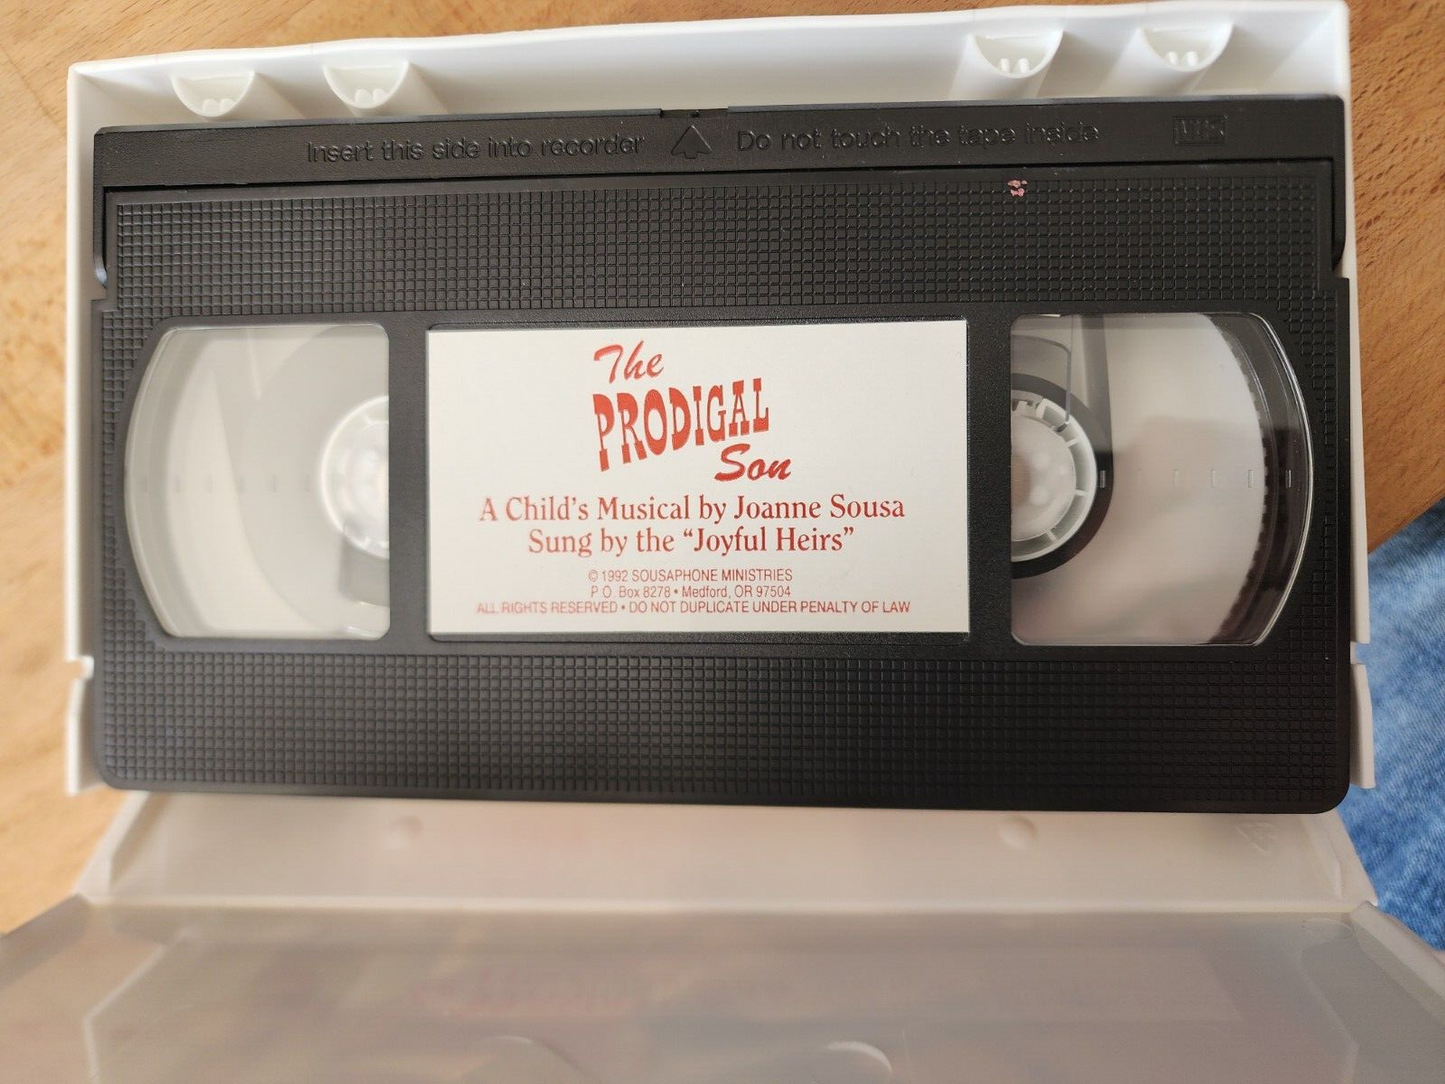 Insert this side into recorder Do not touch the tape inside VHS
The
PRODIGAL
Son
A Child's Musical by Joanne Sousa
Sung by the “Joyful Heirs”
© 1992 SOUSAPHONE MINISTRIES
P O. Box 8278 • Medford, OR 97504
ALL RIGHTS RESERVED • DO NOT DUPLICATE UNDER PENALTY OF LAW